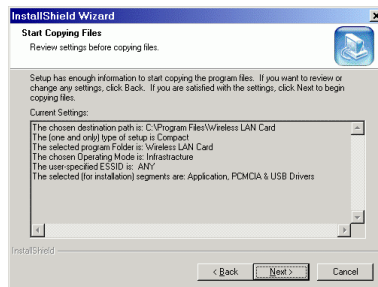 InstallShield Wizard
Start Copying Files
Review settings before copying files.
Setup has enough information to start copying the program files. If you want to review or
change any settings, click Back. If you are satisfied with the settings, click Next to begin
copying files.
Current Settings:
The chosen destination path is: C:\Program Files\Wireless LAN Card
The (one and only) type of setup is Compact
The selected program Folder is: Wireless LAN Card
The chosen Operating Mode is: Infrastructure
The user-specified ESSID is: ANY
The selected (for installation) segments are: Application, PCMCIA & USB Drivers
InstallShield
< Back
Next >
Cancel